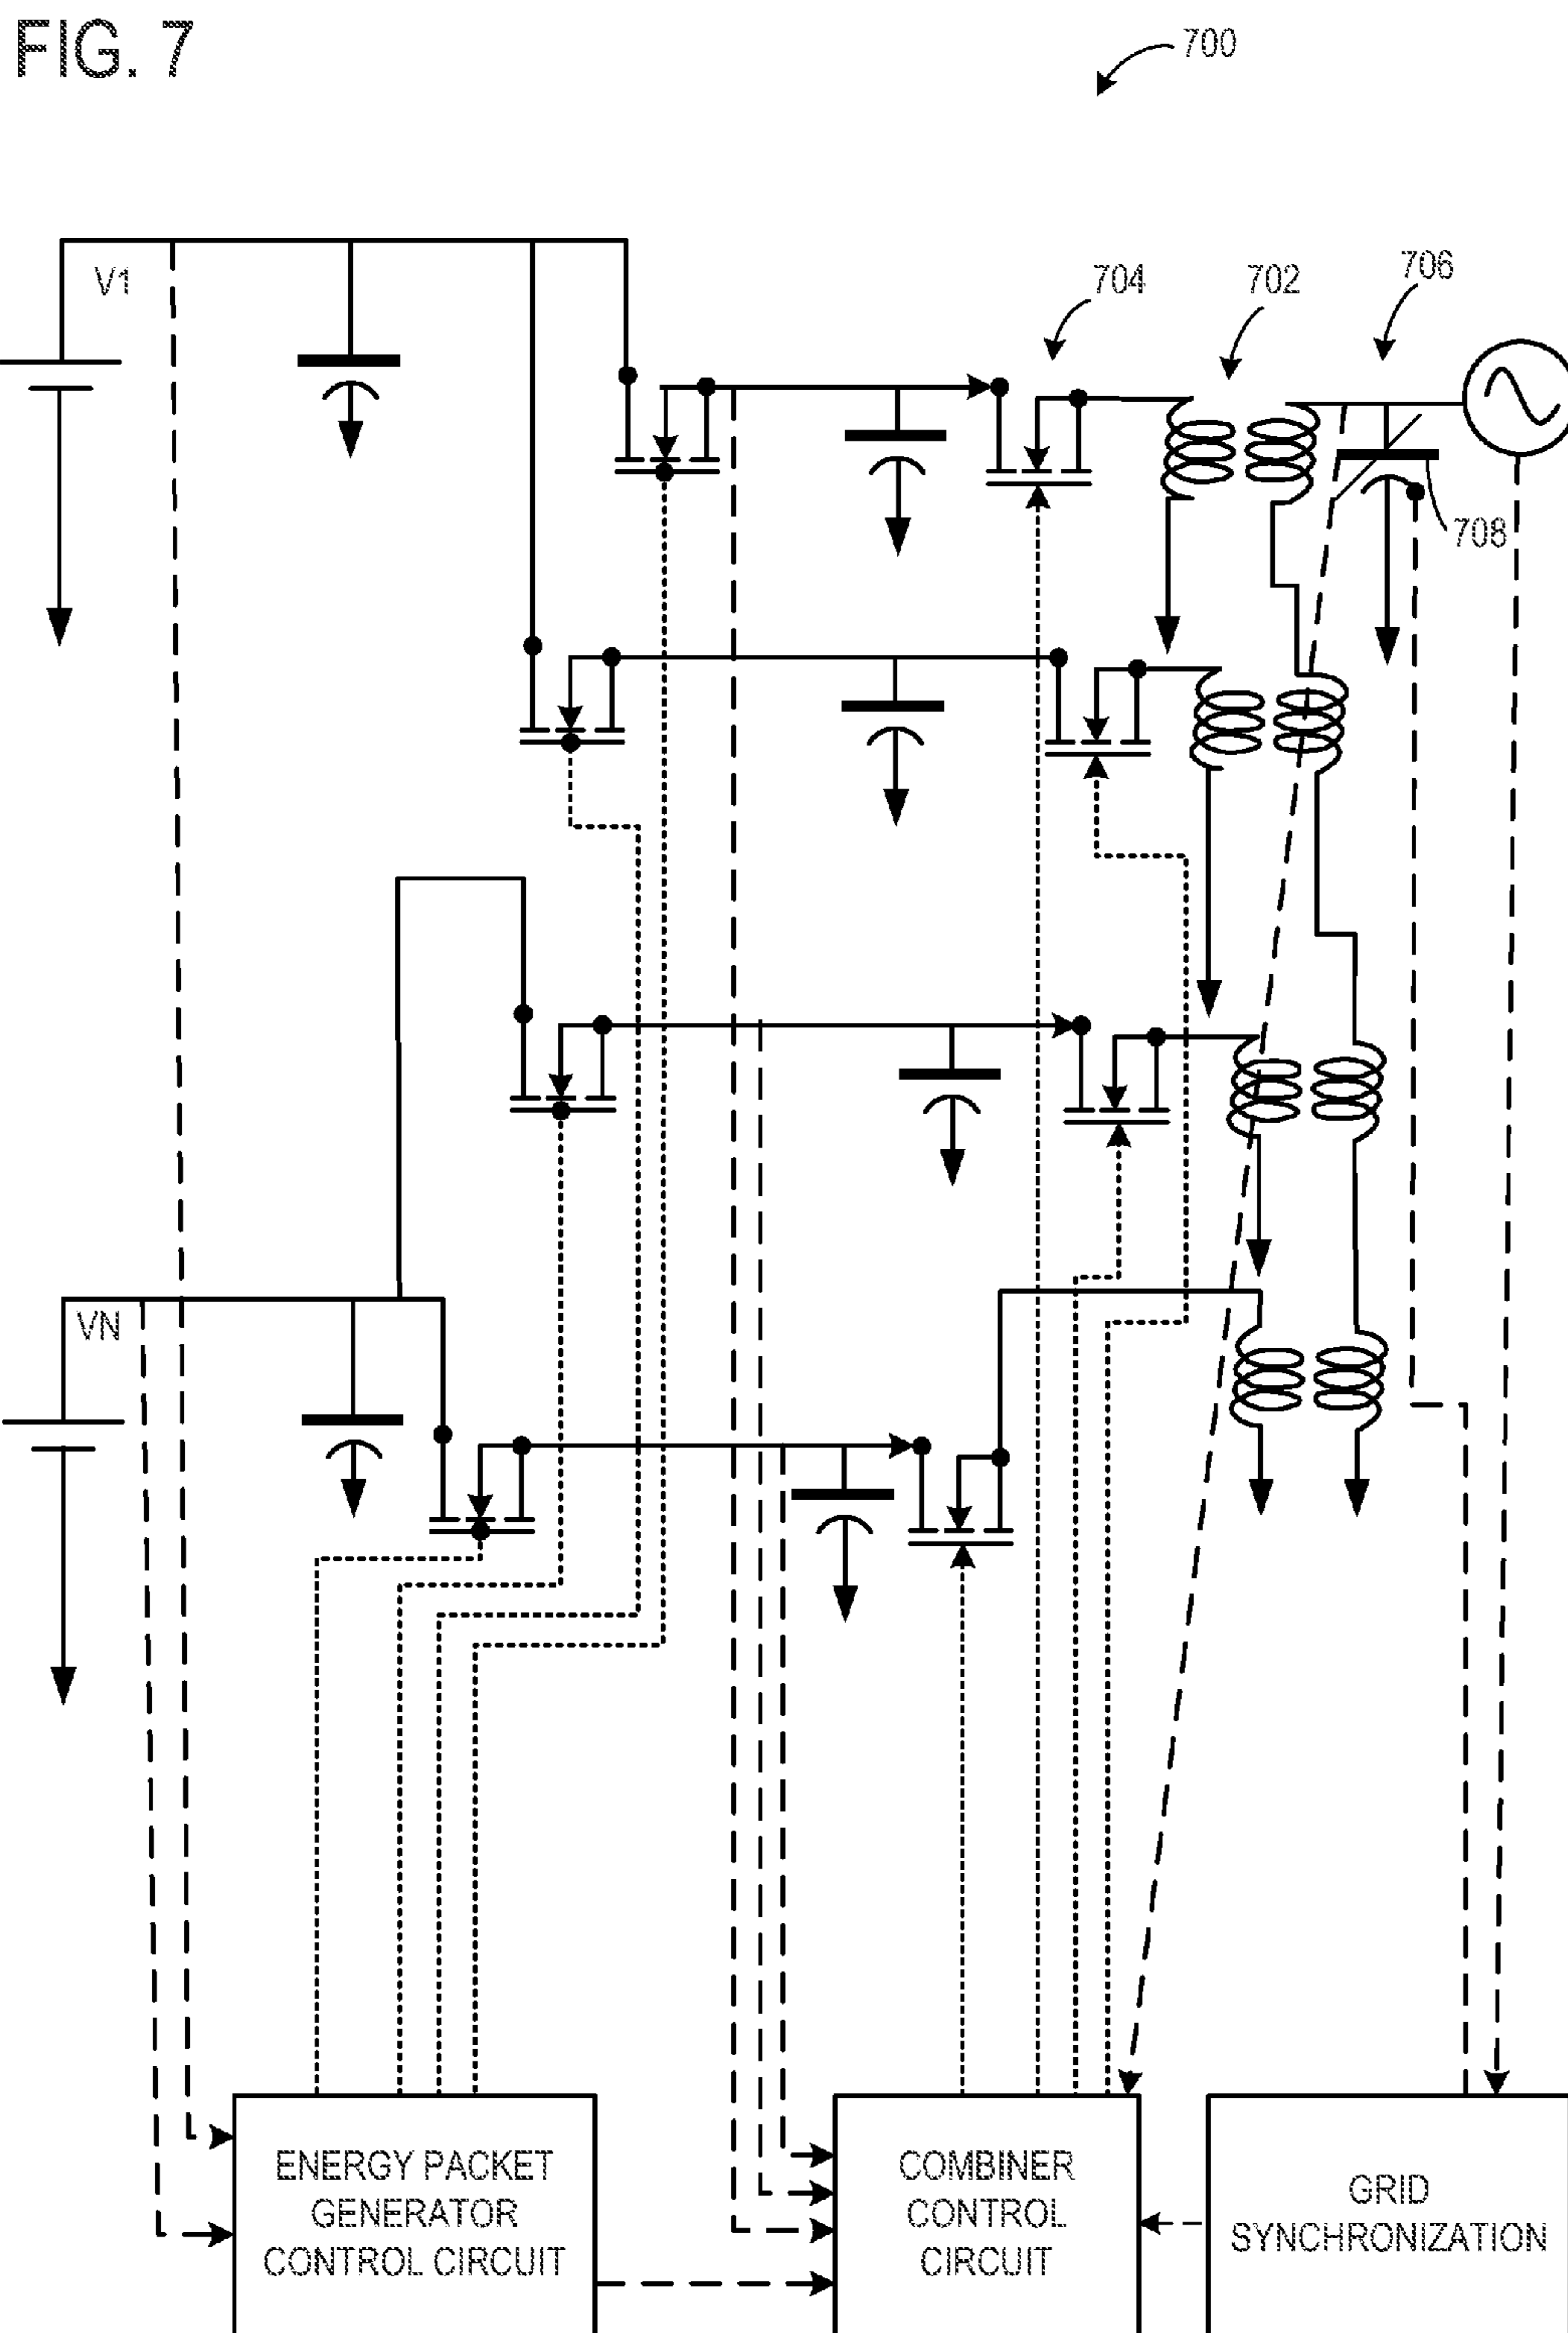 FIG. 7
700
V1
704
702
706
708
VN
ENERGY PACKET
GENERATOR
CONTROL CIRCUIT
COMBINER
CONTROL
CIRCUIT
GRID
SYNCHRONIZATION